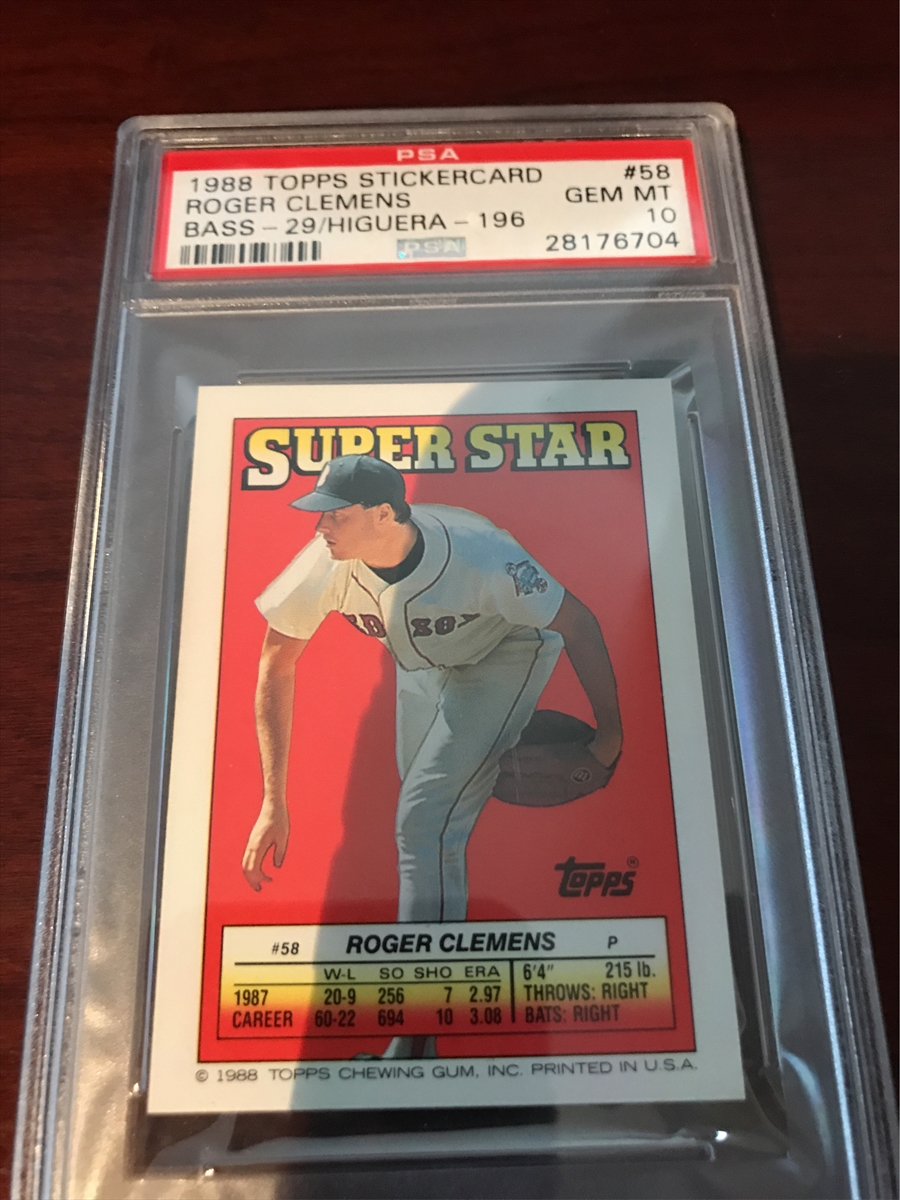 PSA
1988 TOPPS STICKERCARD #58
ROGER CLEMENS GEM MT
BASS - 29/HIGUERA - 196 10
PSA 28176704
SUPER STAR
RED SOX
topps®
#58 ROGER CLEMENS P
W-L SO SHO ERA 6'4" 215 lb.
1987 20-9 256 7 2.97 THROWS: RIGHT
CAREER 60-22 694 10 3.08 BATS: RIGHT
© 1988 TOPPS CHEWING GUM, INC. PRINTED IN U.S.A.